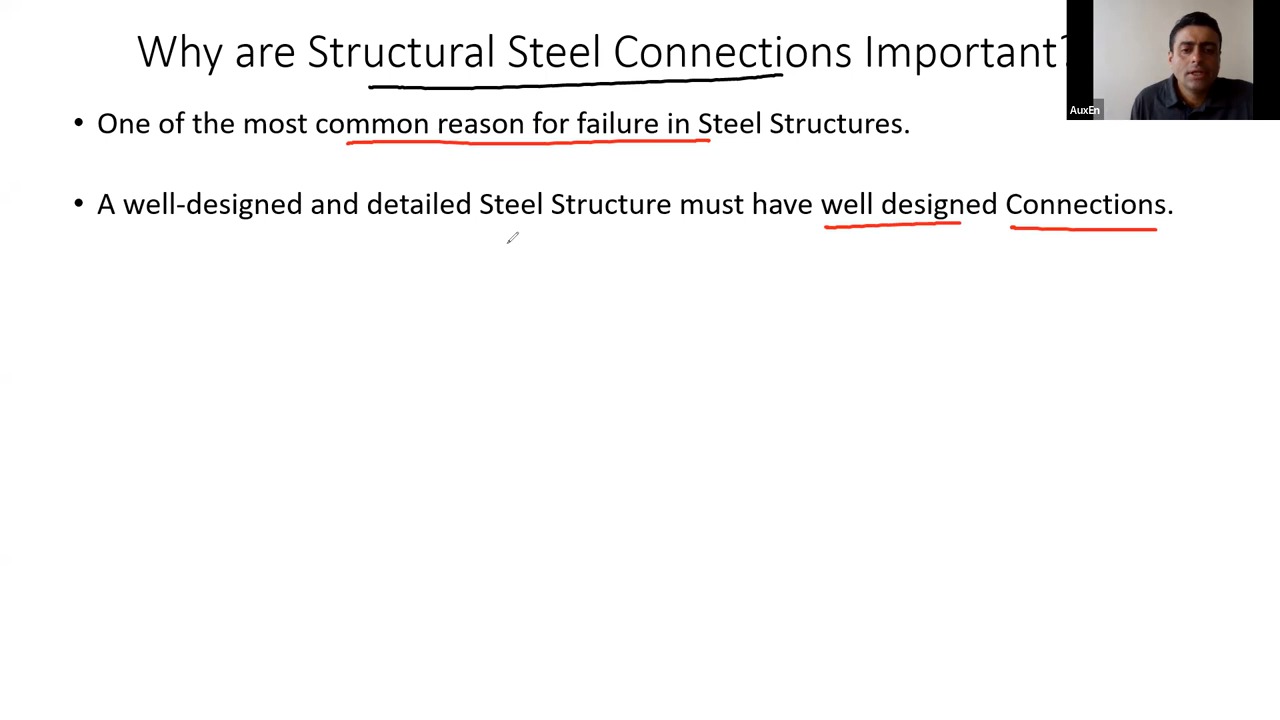 Why are Structural Steel Connections Important?
AuxEn
• One of the most common reason for failure in Steel Structures.
• A well-designed and detailed Steel Structure must have well designed Connections.